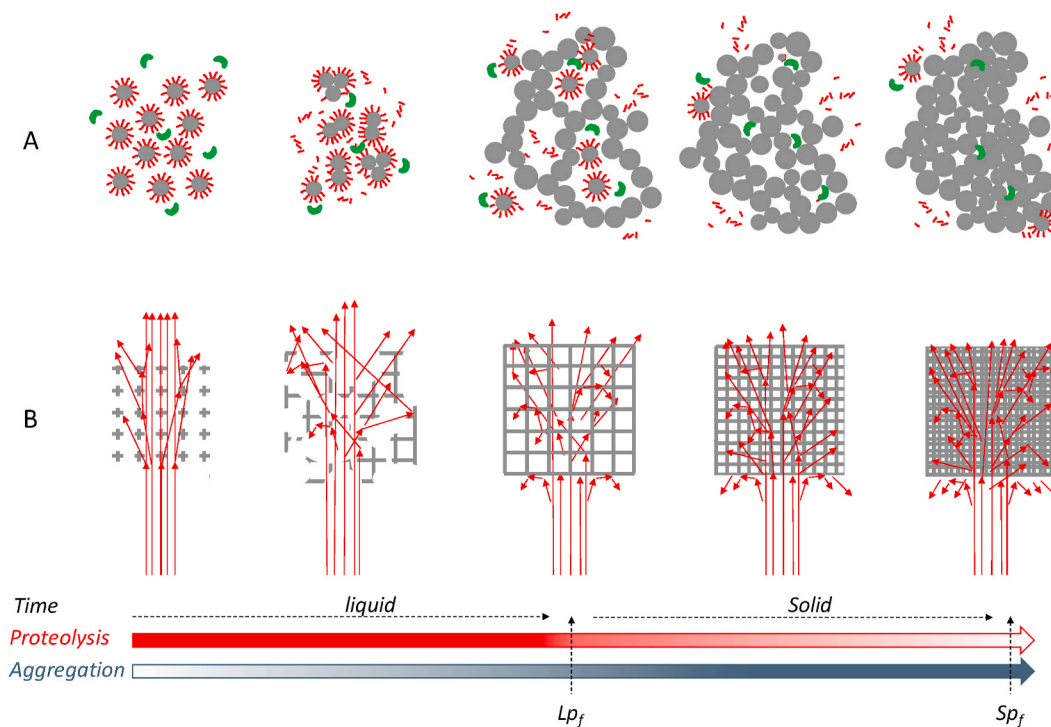 A
B
Time liquid Solid
Proteolysis
Aggregation
Lpf Spf